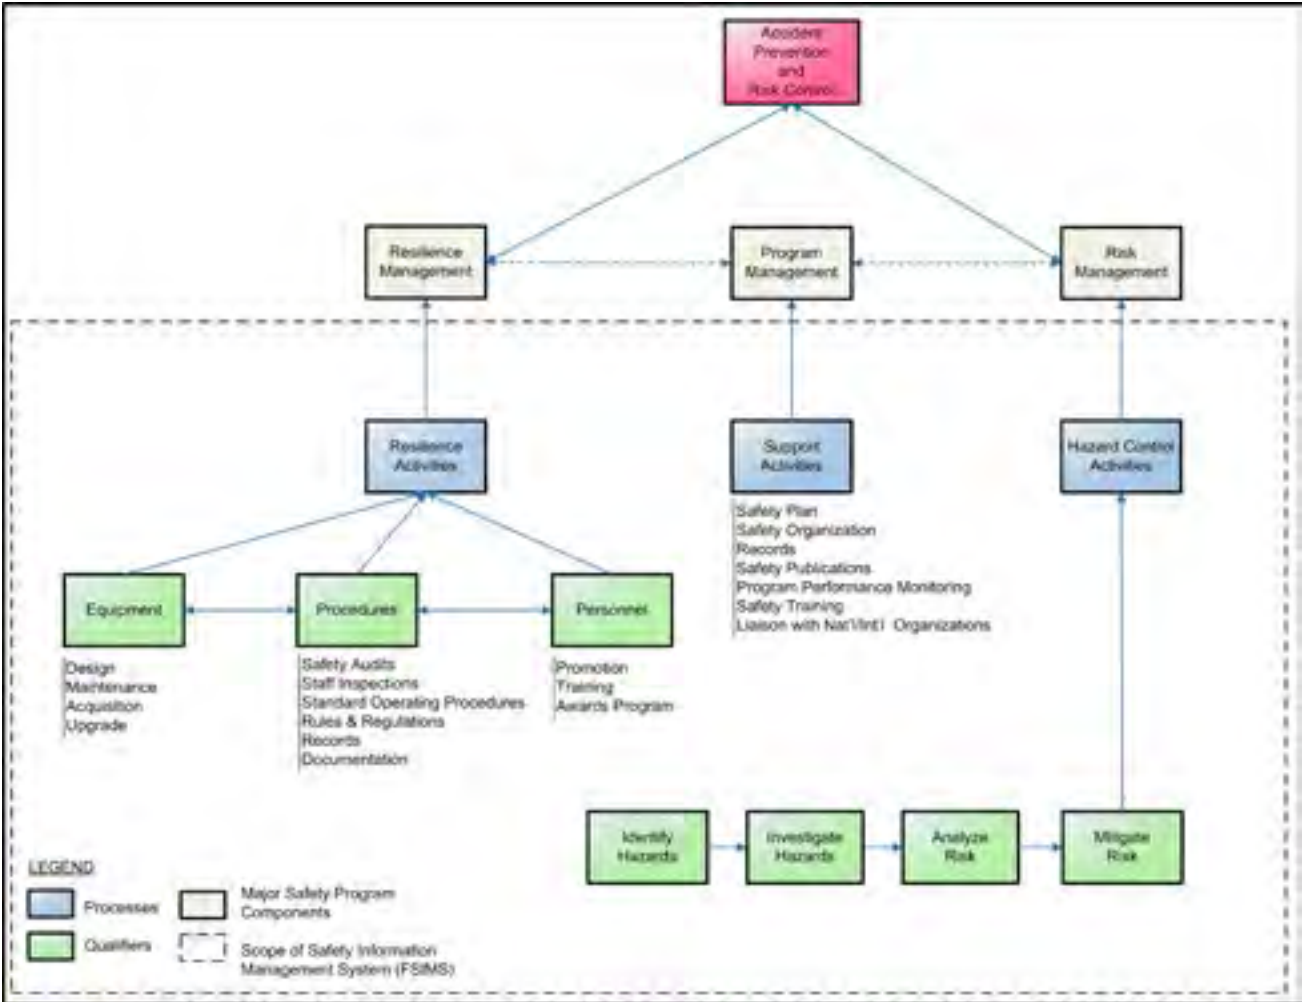 Accident
Prevention
and
Risk Control
Resilience
Management
Program
Management
Risk
Management
Resilience
Activities
Support
Activities
Hazard Control
Activities
Safety Plan
Safety Organization
Records
Safety Publications
Program Performance Monitoring
Safety Training
Liaison with Nat'l/Int'l Organizations
Equipment
Procedures
Personnel
Design
Maintenance
Acquisition
Upgrade
Safety Audits
Staff Inspections
Standard Operating Procedures
Rules & Regulations
Records
Documentation
Promotion
Training
Awards Program
Identify
Hazards
Investigate
Hazards
Analyze
Risk
Mitigate
Risk
LEGEND
Processes
Major Safety Program
Components
Qualifiers
Scope of Safety Information
Management System (FSIMS)